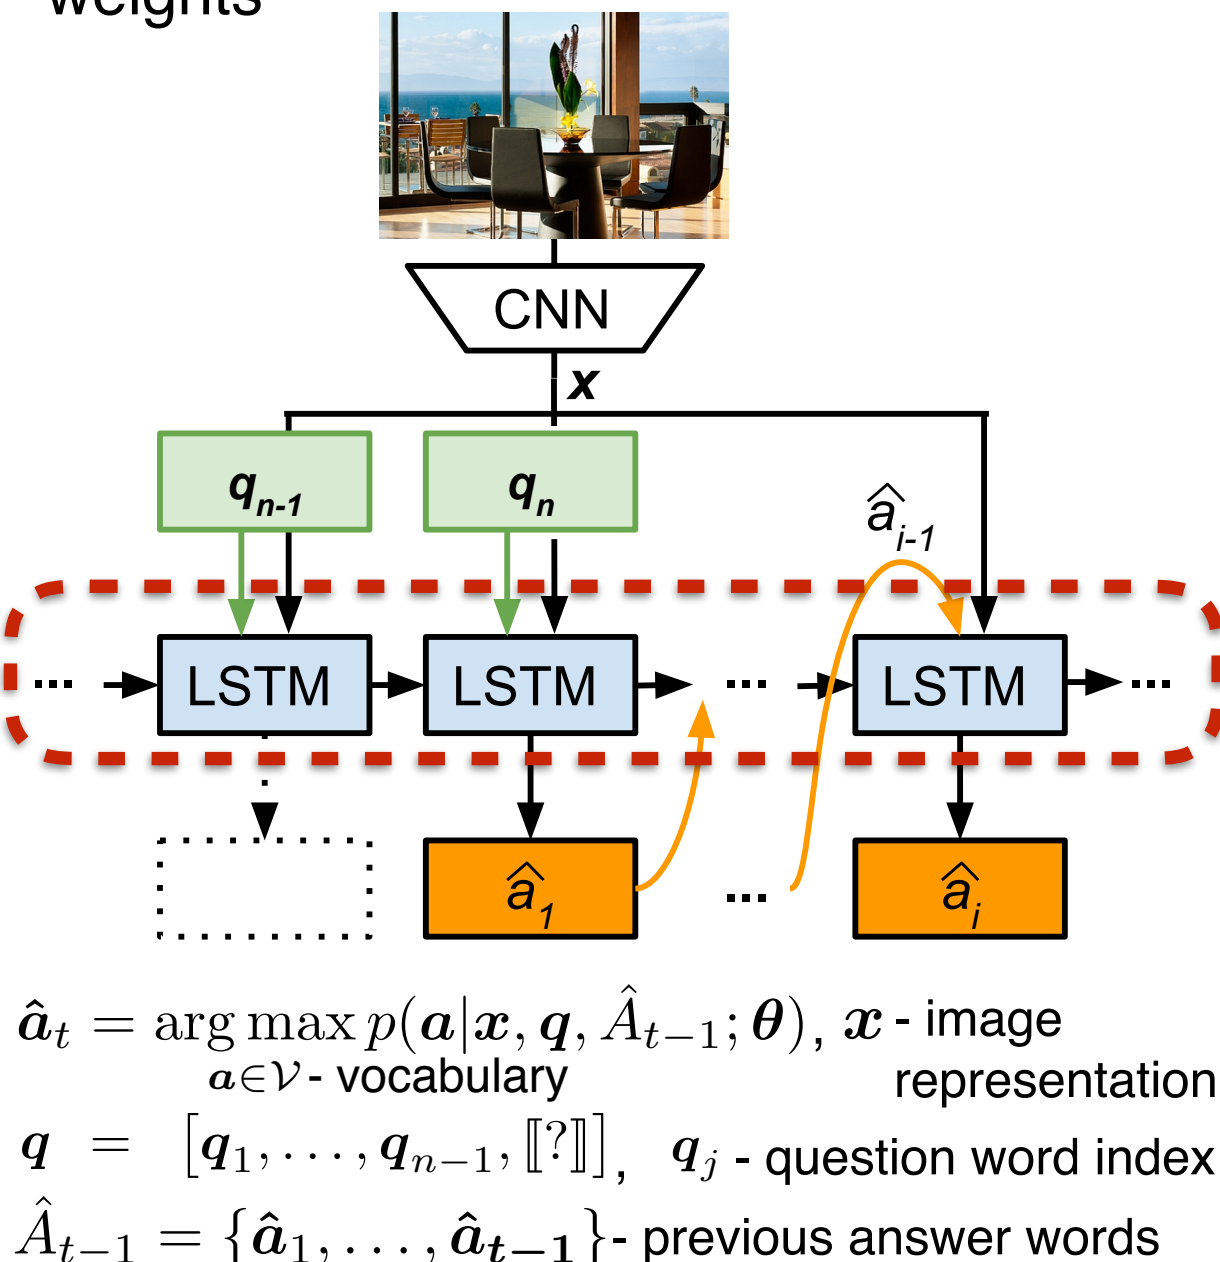 weights
CNN
x
q_{n-1} q_n
â_{i-1}
... LSTM LSTM ... LSTM ...
â_1 ... â_i
â_t = arg max p(a|x, q, Â_{t−1}; θ), x - image
a∈𝒱 - vocabulary representation
q = [q_1, ..., q_{n−1}, ⟦?⟧], q_j - question word index
Â_{t−1} = {â_1, ..., â_{t−1}} - previous answer words